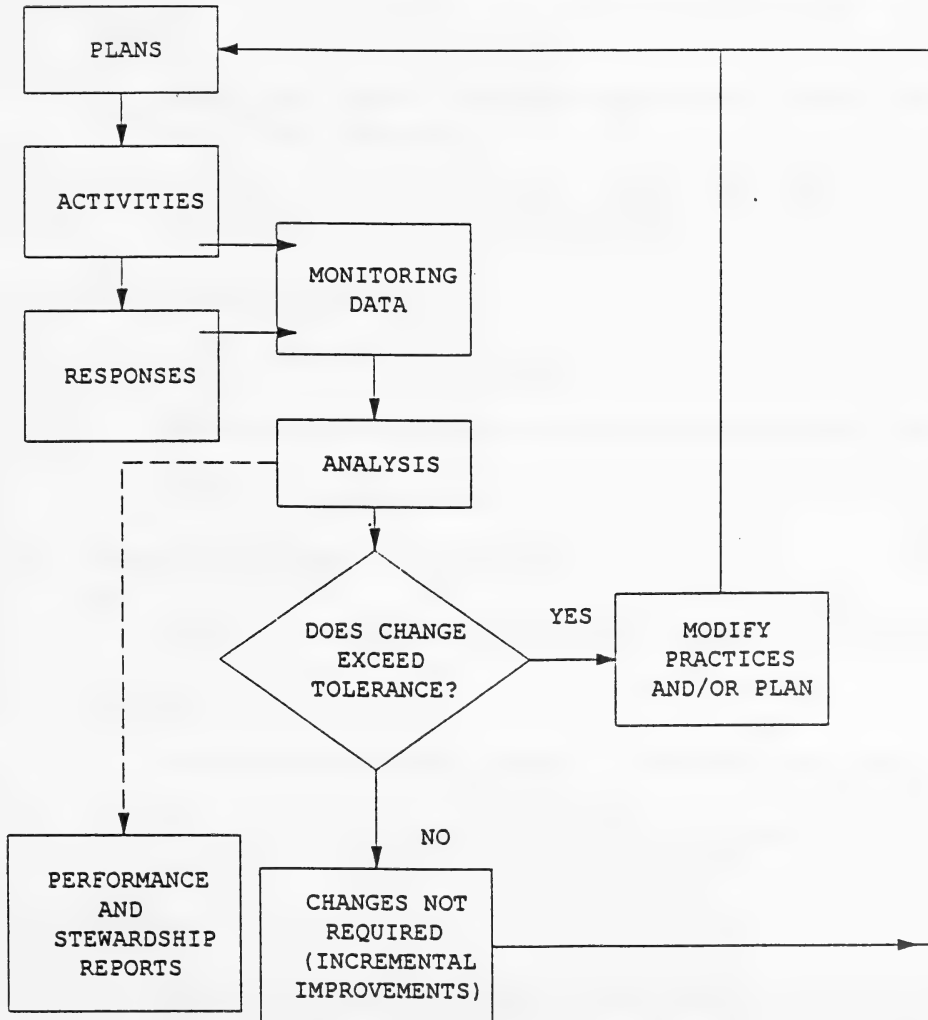 PLANS
ACTIVITIES
MONITORING
DATA
RESPONSES
ANALYSIS
DOES CHANGE
EXCEED
TOLERANCE?
YES
MODIFY
PRACTICES
AND/OR PLAN
NO
PERFORMANCE
AND
STEWARDSHIP
REPORTS
CHANGES NOT
REQUIRED
(INCREMENTAL
IMPROVEMENTS)